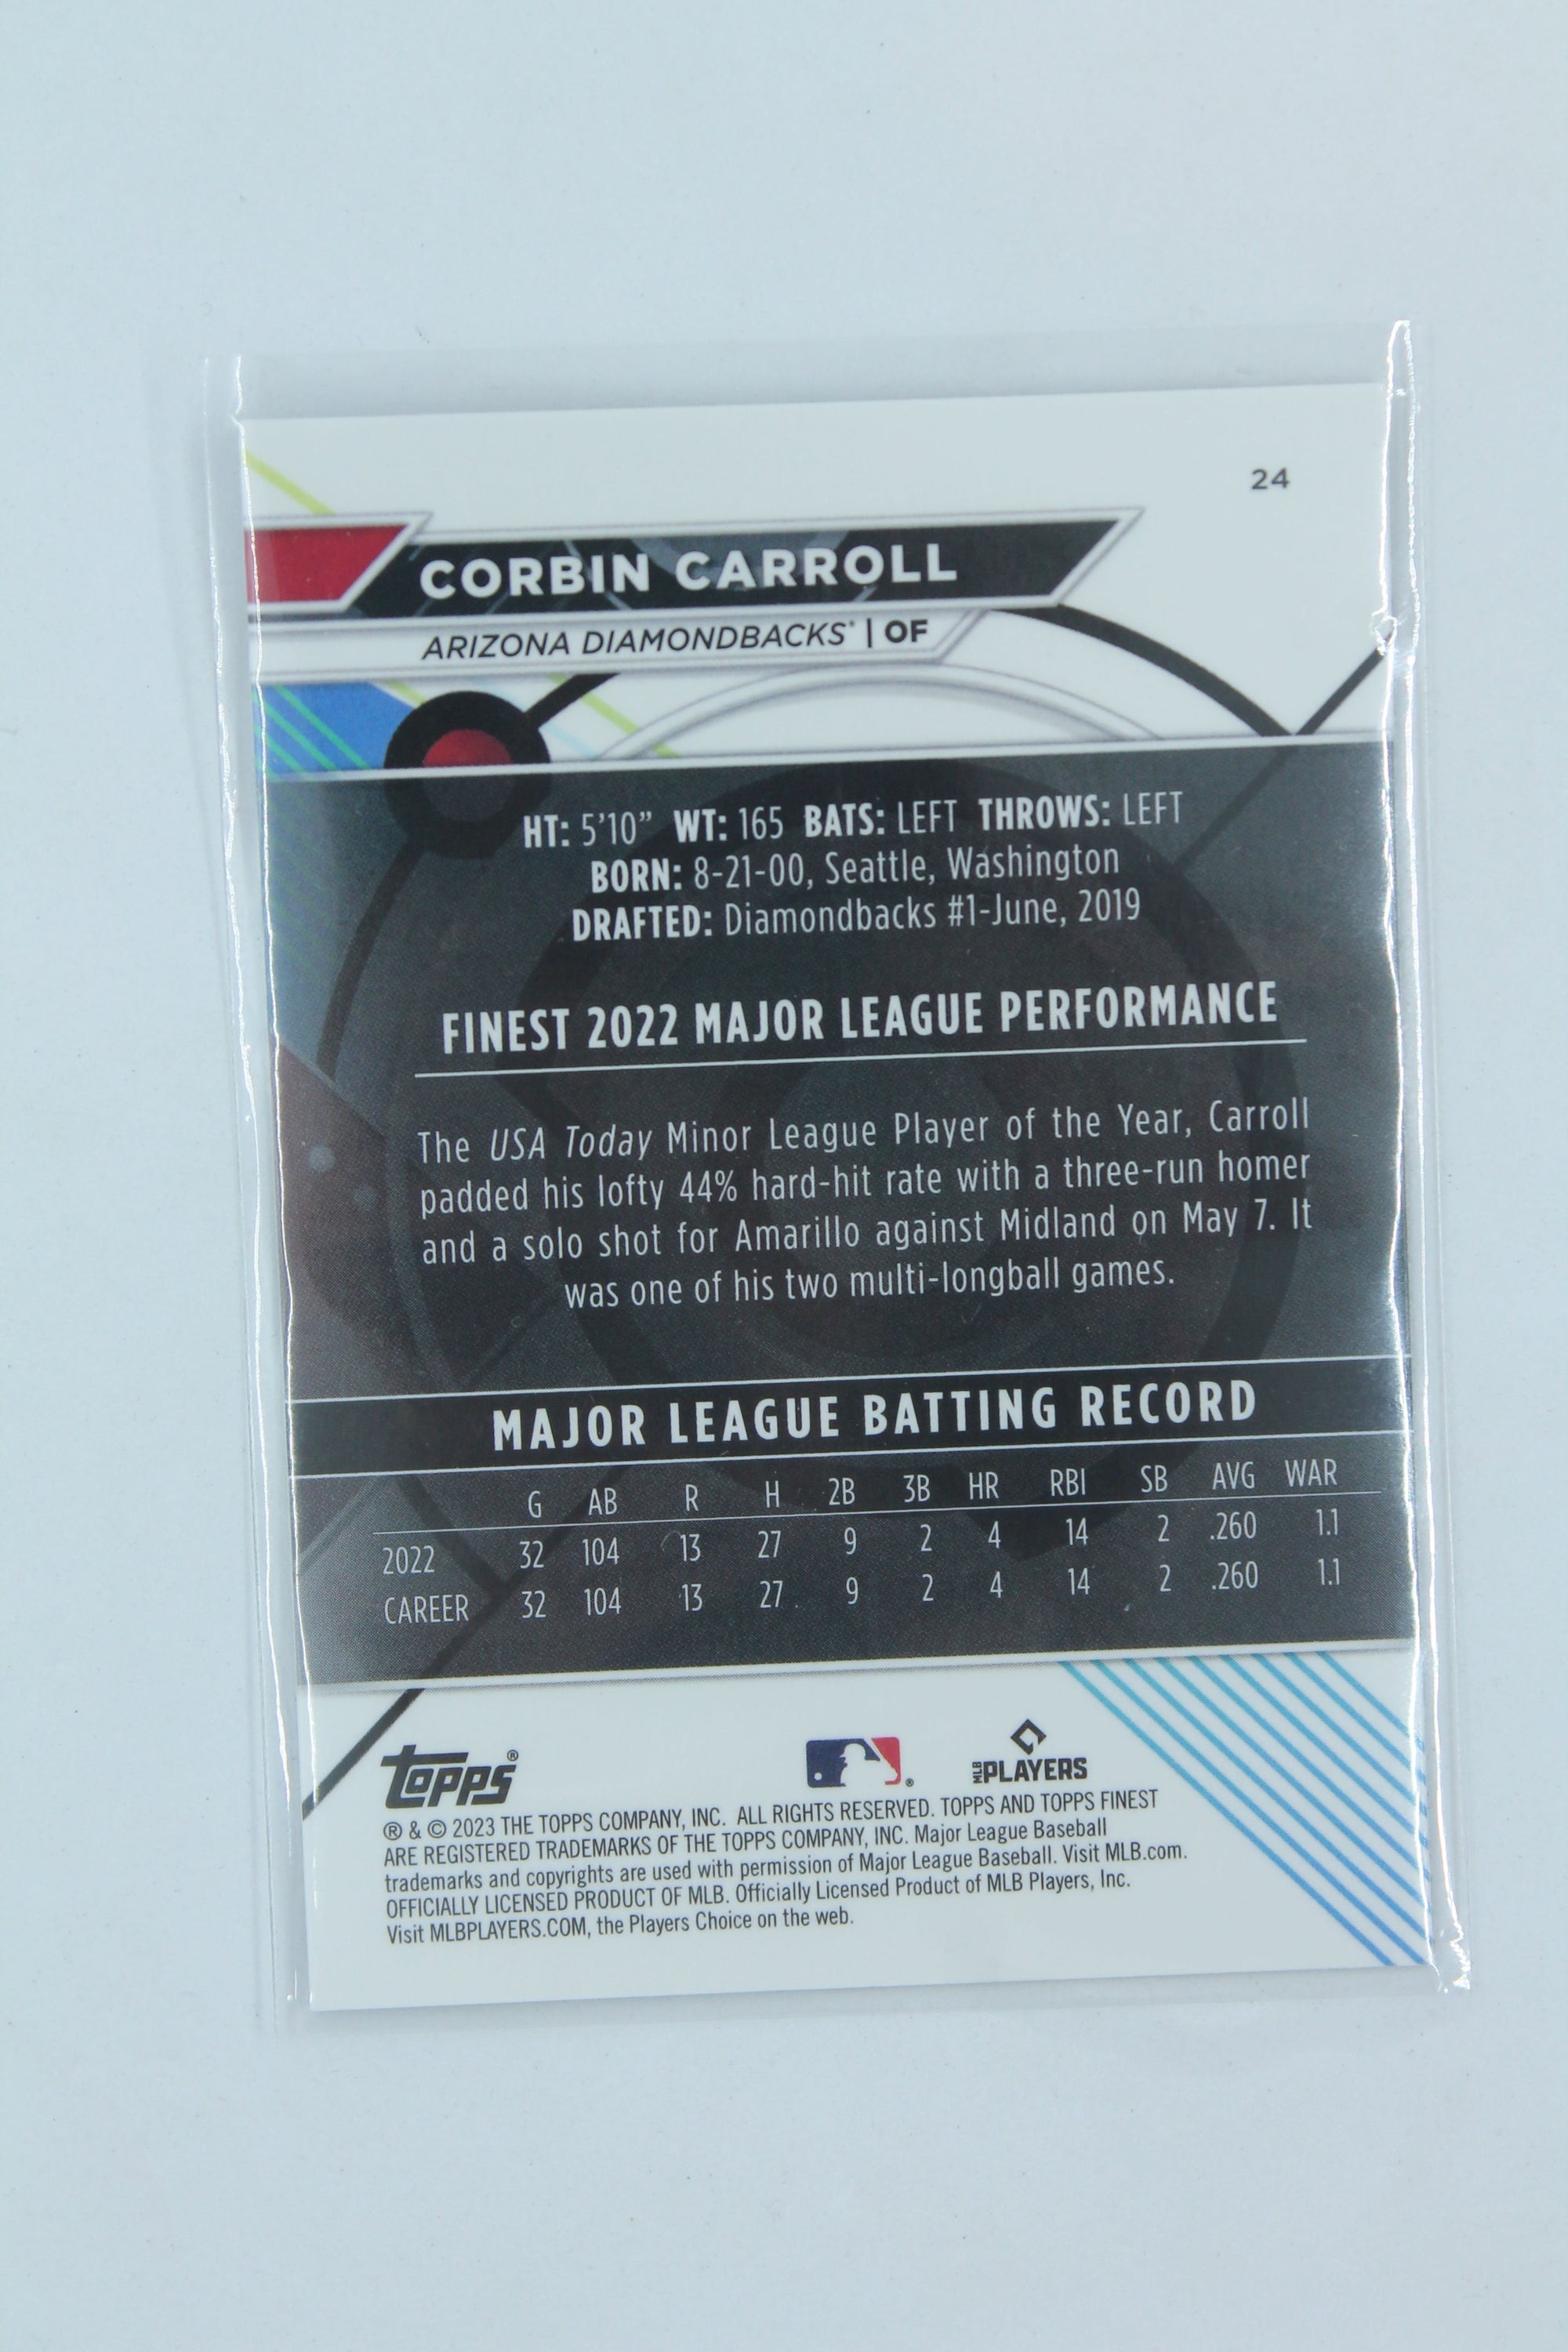 24
CORBIN CARROLL
ARIZONA DIAMONDBACKS® | OF
HT: 5'10" WT: 165 BATS: LEFT THROWS: LEFT
BORN: 8-21-00, Seattle, Washington
DRAFTED: Diamondbacks #1-June, 2019
FINEST 2022 MAJOR LEAGUE PERFORMANCE
The USA Today Minor League Player of the Year, Carroll
padded his lofty 44% hard-hit rate with a three-run homer
and a solo shot for Amarillo against Midland on May 7. It
was one of his two multi-longball games.
MAJOR LEAGUE BATTING RECORD
G AB R H 2B 3B HR RBI SB AVG WAR
2022 32 104 13 27 9 2 4 14 2 .260 1.1
CAREER 32 104 13 27 9 2 4 14 2 .260 1.1
topps®
®
MLB PLAYERS
® & © 2023 THE TOPPS COMPANY, INC. ALL RIGHTS RESERVED. TOPPS AND TOPPS FINEST
ARE REGISTERED TRADEMARKS OF THE TOPPS COMPANY, INC. Major League Baseball
trademarks and copyrights are used with permission of Major League Baseball. Visit MLB.com.
OFFICIALLY LICENSED PRODUCT OF MLB. Officially Licensed Product of MLB Players, Inc.
Visit MLBPLAYERS.COM, the Players Choice on the web.